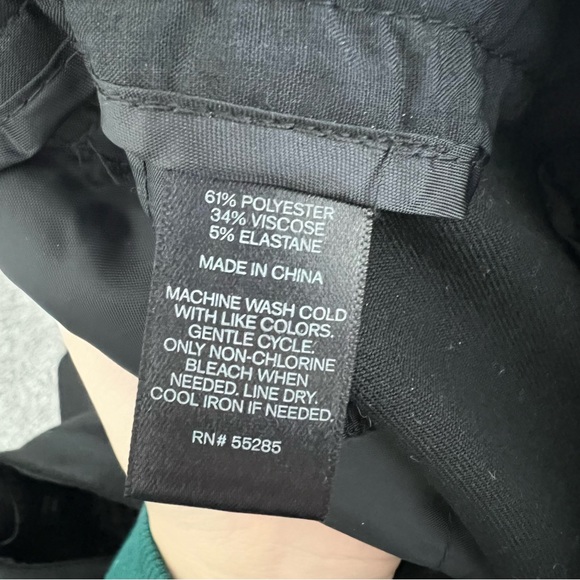 61% POLYESTER
34% VISCOSE
5% ELASTANE
MADE IN CHINA
MACHINE WASH COLD
WITH LIKE COLORS.
GENTLE CYCLE.
ONLY NON-CHLORINE
BLEACH WHEN
NEEDED. LINE DRY.
COOL IRON IF NEEDED.
RN# 55285